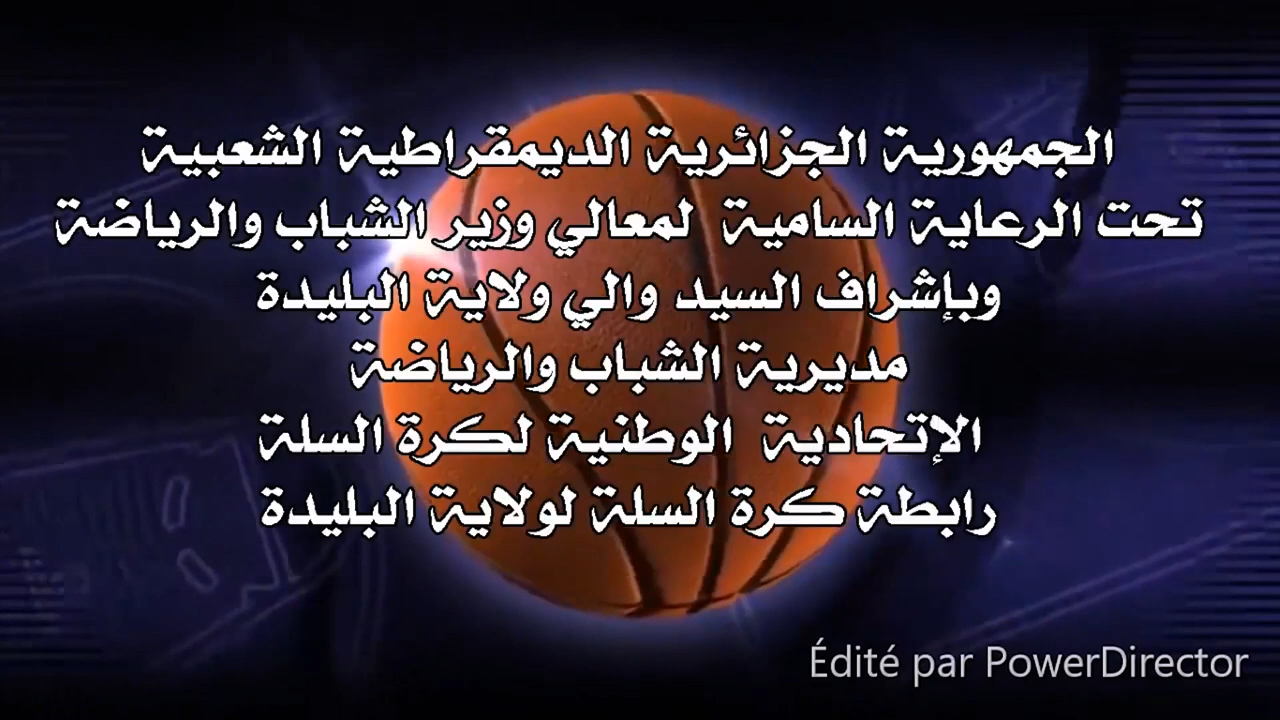 الجمهورية الجزائرية الديمقراطية الشعبية
تحت الرعاية السامية لمعالي وزير الشباب والرياضة
وبإشراف السيد والي ولاية البليدة
مديرية الشباب والرياضة
الإتحادية الوطنية لكرة السلة
رابطة كرة السلة لولاية البليدة
Édité par PowerDirector